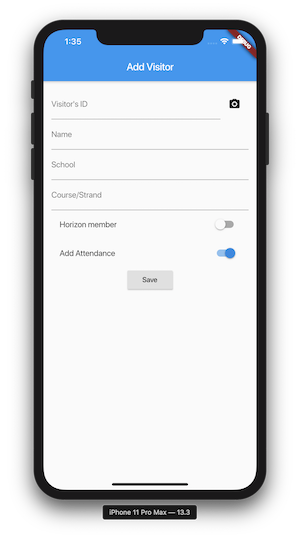 1:35
DEBUG
Add Visitor
Visitor's ID
Name
School
Course/Strand
Horizon member
Add Attendance
Save
iPhone 11 Pro Max — 13.3